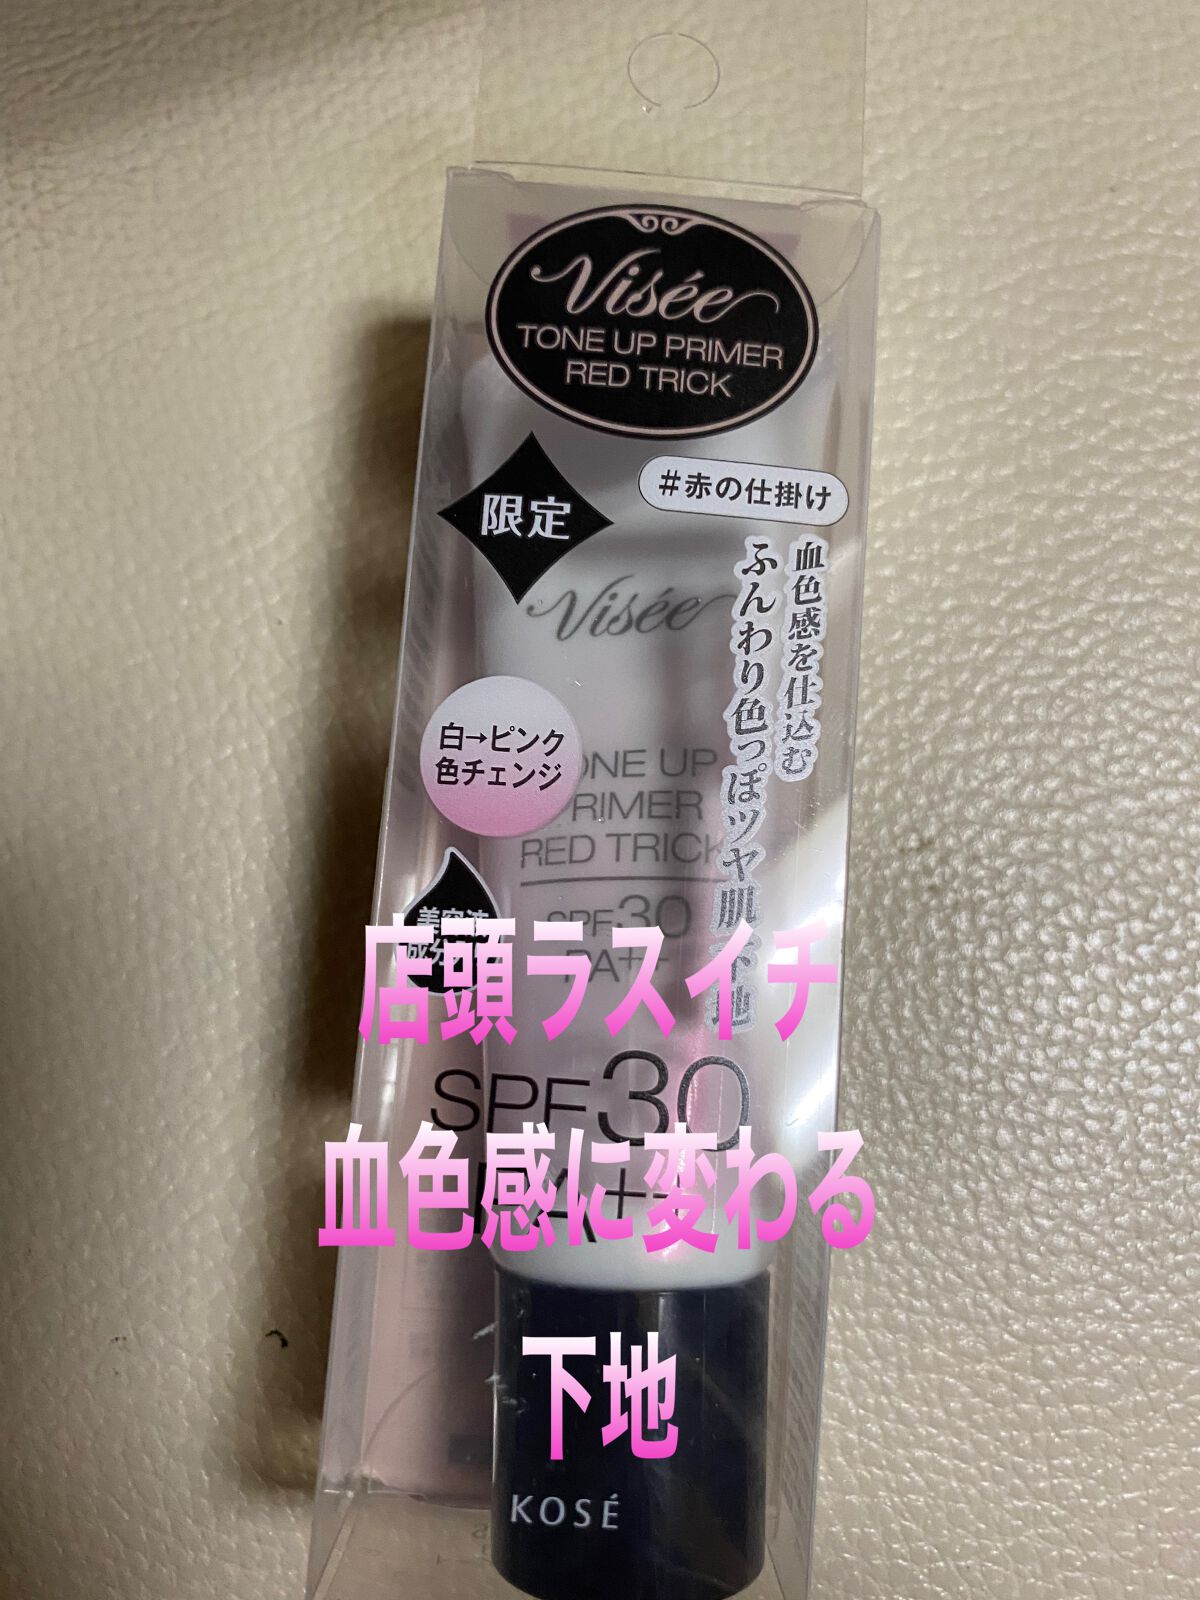 Visée
TONE UP PRIMER
RED TRICK
限定
#赤の仕掛け
血色感を仕込む
ふんわり色っぽツヤ肌下地
Visée
白→ピンク
色チェンジ
TONE UP
PRIMER
RED TRICK
SPF30
PA++
店頭ラスイチ
SPF30
PA++
血色感に変わる
下地
KOSÉ